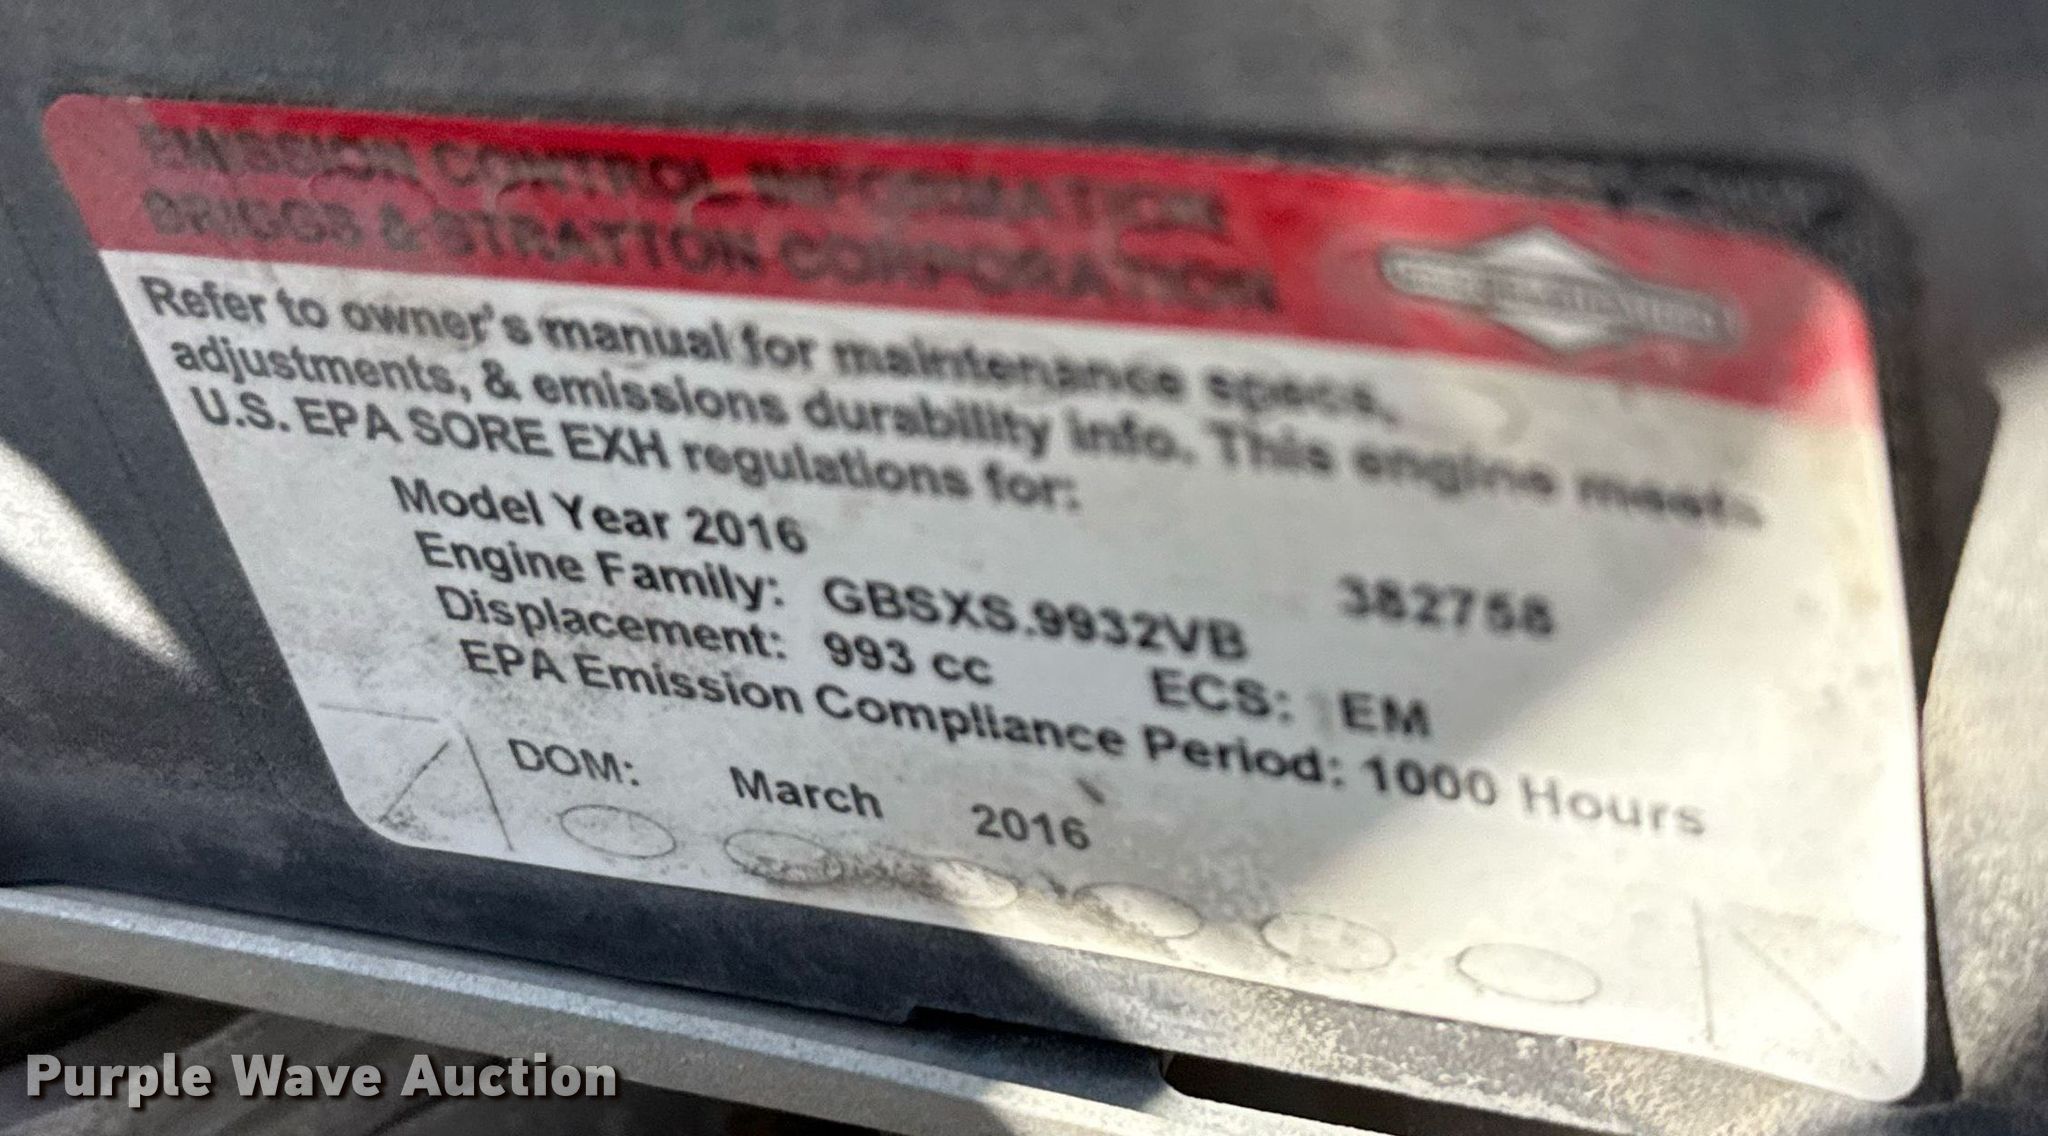 EMISSION CONTROL INFORMATION
BRIGGS & STRATTON CORPORATION
Refer to owner's manual for maintenance specs,
adjustments, & emissions durability info. This engine meets
U.S. EPA SORE EXH regulations for:
Model Year 2016
Engine Family: GBSXS.9932VB 382758
Displacement: 993 cc ECS: EM
EPA Emission Compliance Period: 1000 Hours
DOM: March 2016
Purple Wave Auction